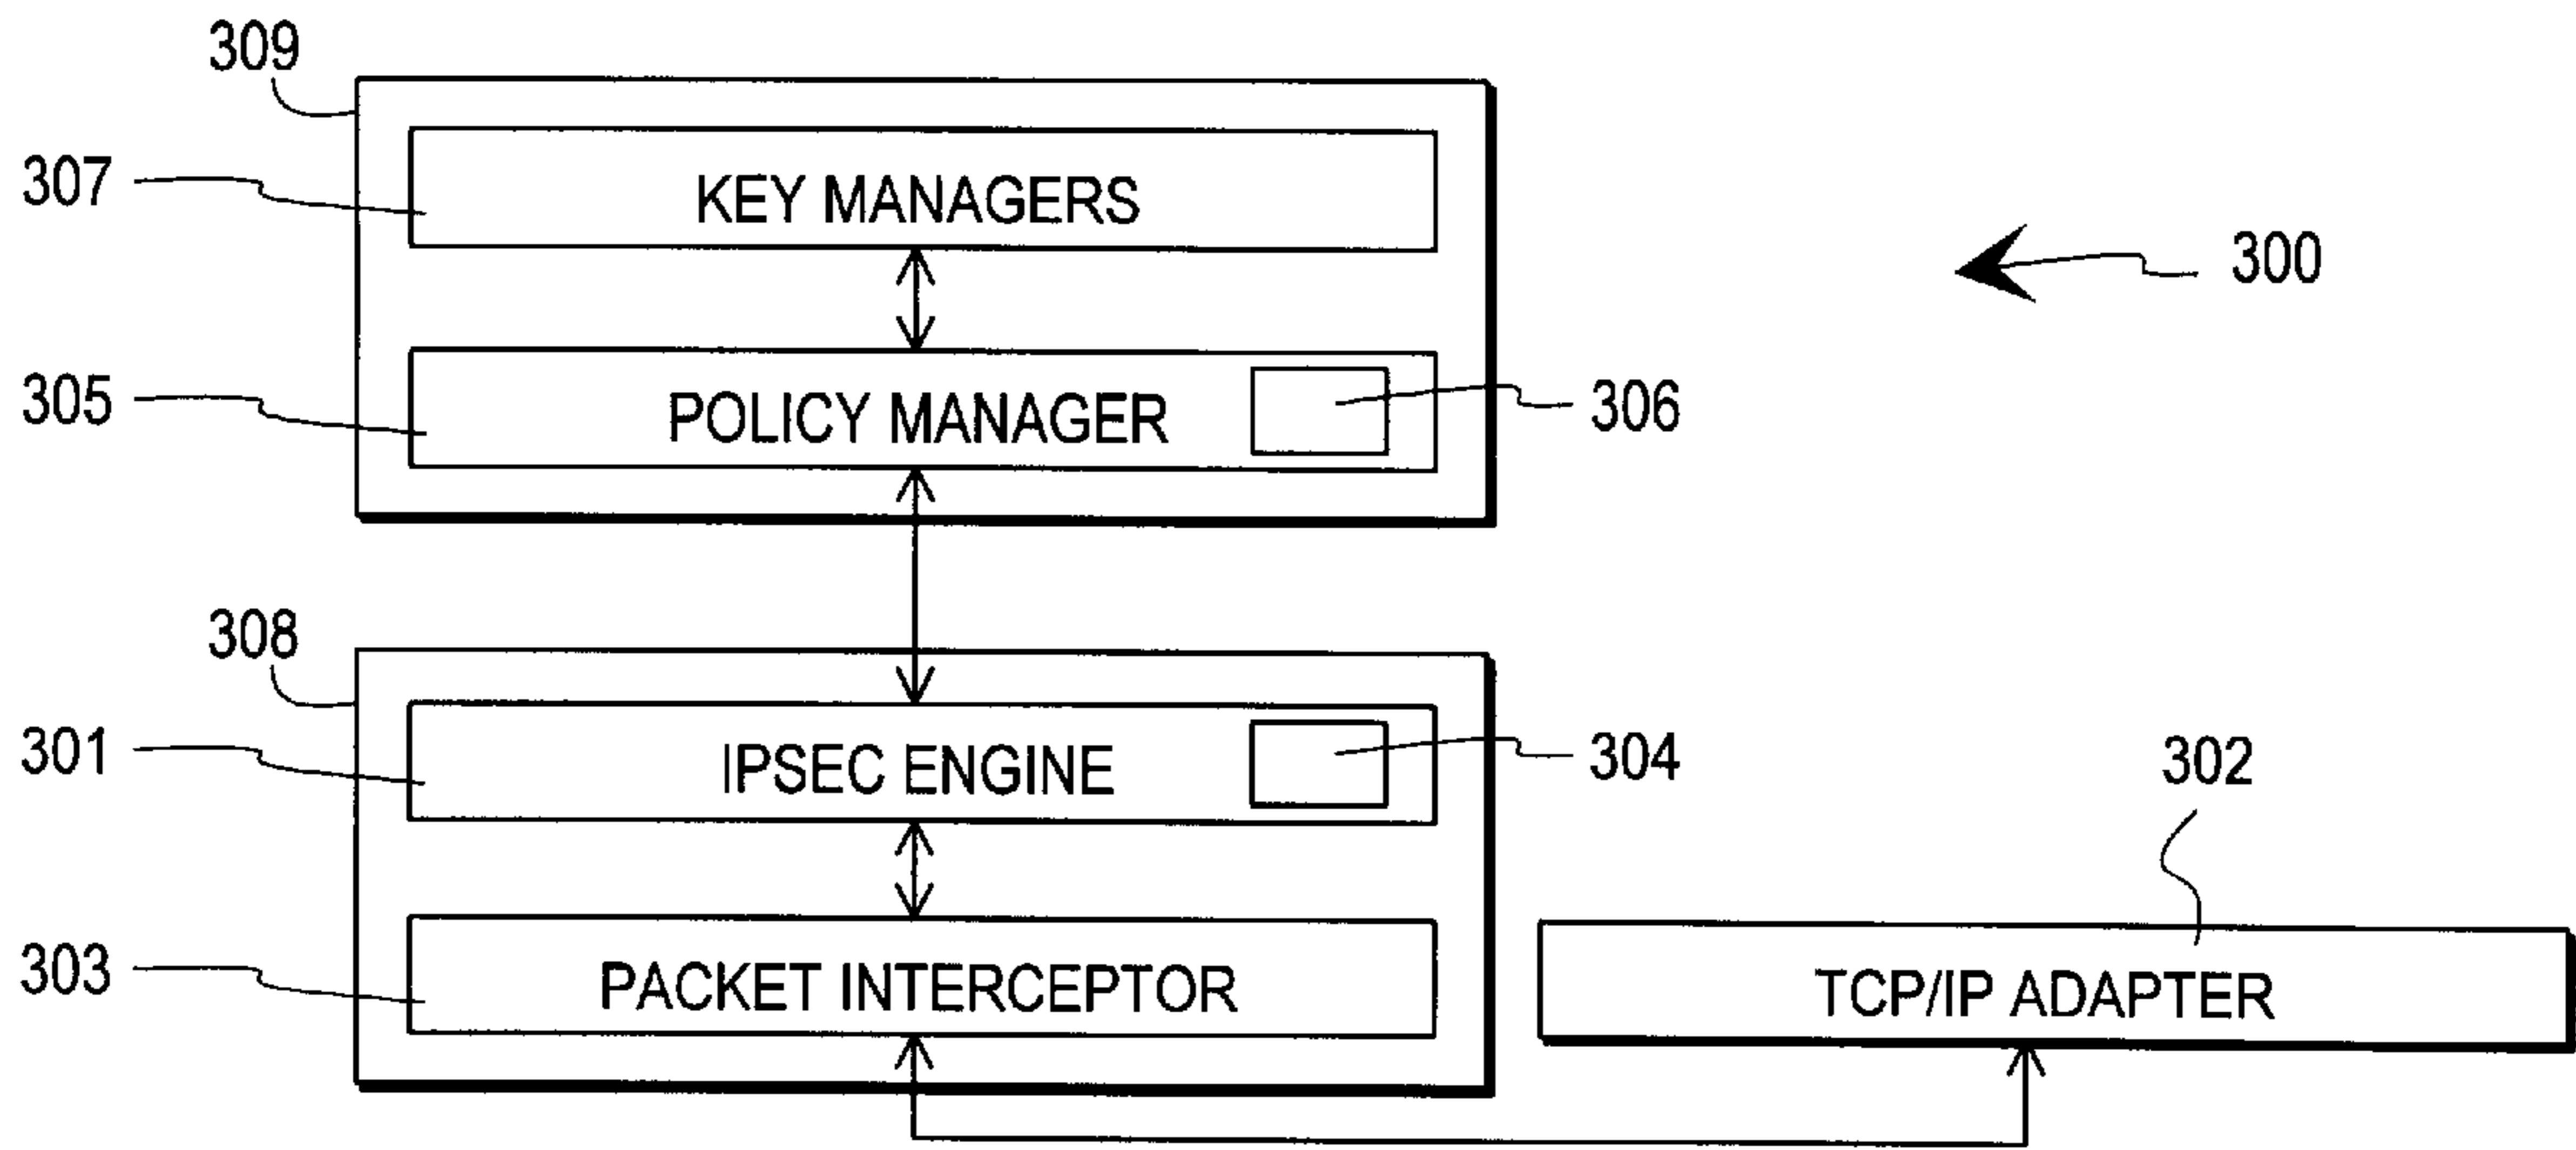 309
307
KEY MANAGERS
300
305
POLICY MANAGER
306
308
301
IPSEC ENGINE
304
302
303
PACKET INTERCEPTOR
TCP/IP ADAPTER